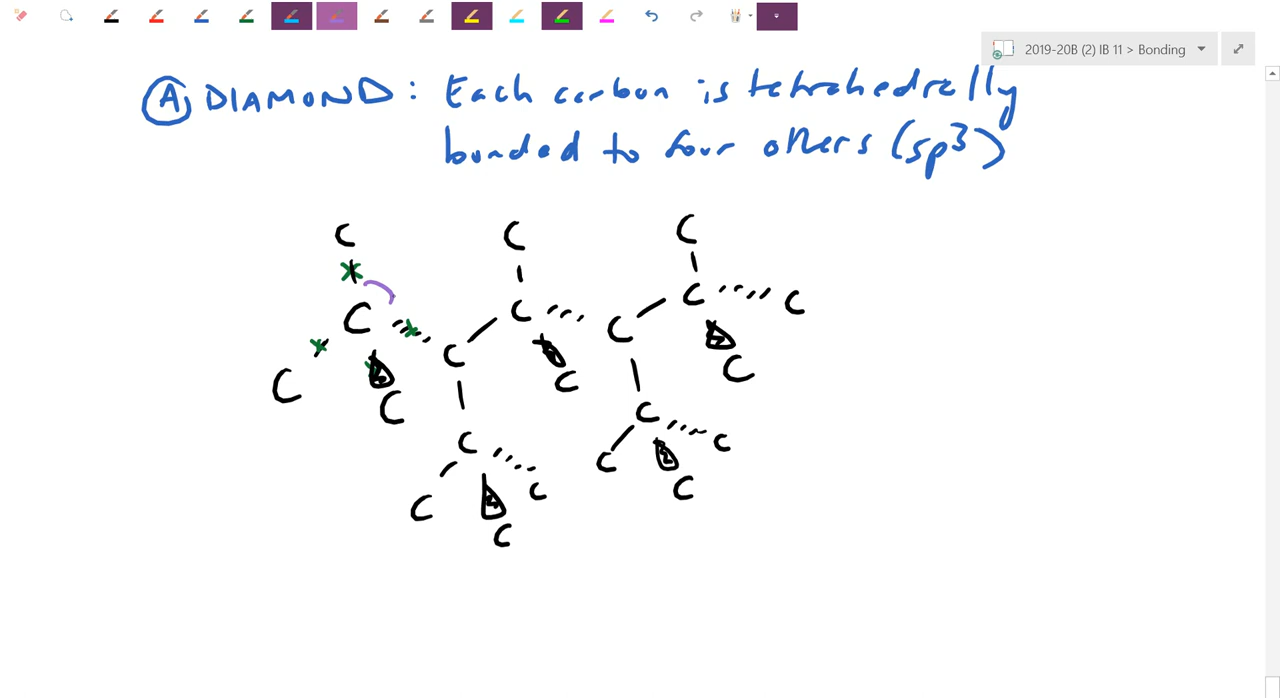 2019-20B (2) IB 11 > Bonding
A DIAMOND: Each carbon is tetrahedrally
bonded to four others (sp3)
C C C
C C C C
C C
C C C
C C
C C C
C C C
C